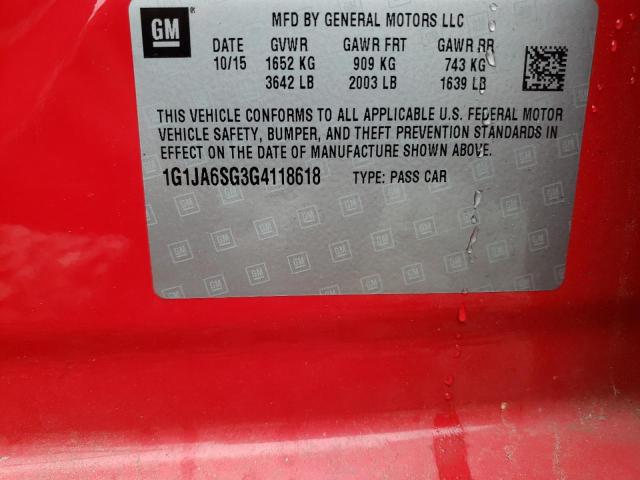 GM
MFD BY GENERAL MOTORS LLC
DATE GVWR GAWR FRT GAWR RR
10/15 1652 KG 909 KG 743 KG
3642 LB 2003 LB 1639 LB
THIS VEHICLE CONFORMS TO ALL APPLICABLE U.S. FEDERAL MOTOR
VEHICLE SAFETY, BUMPER, AND THEFT PREVENTION STANDARDS IN
EFFECT ON THE DATE OF MANUFACTURE SHOWN ABOVE.
1G1JA6SG3G4118618 TYPE: PASS CAR